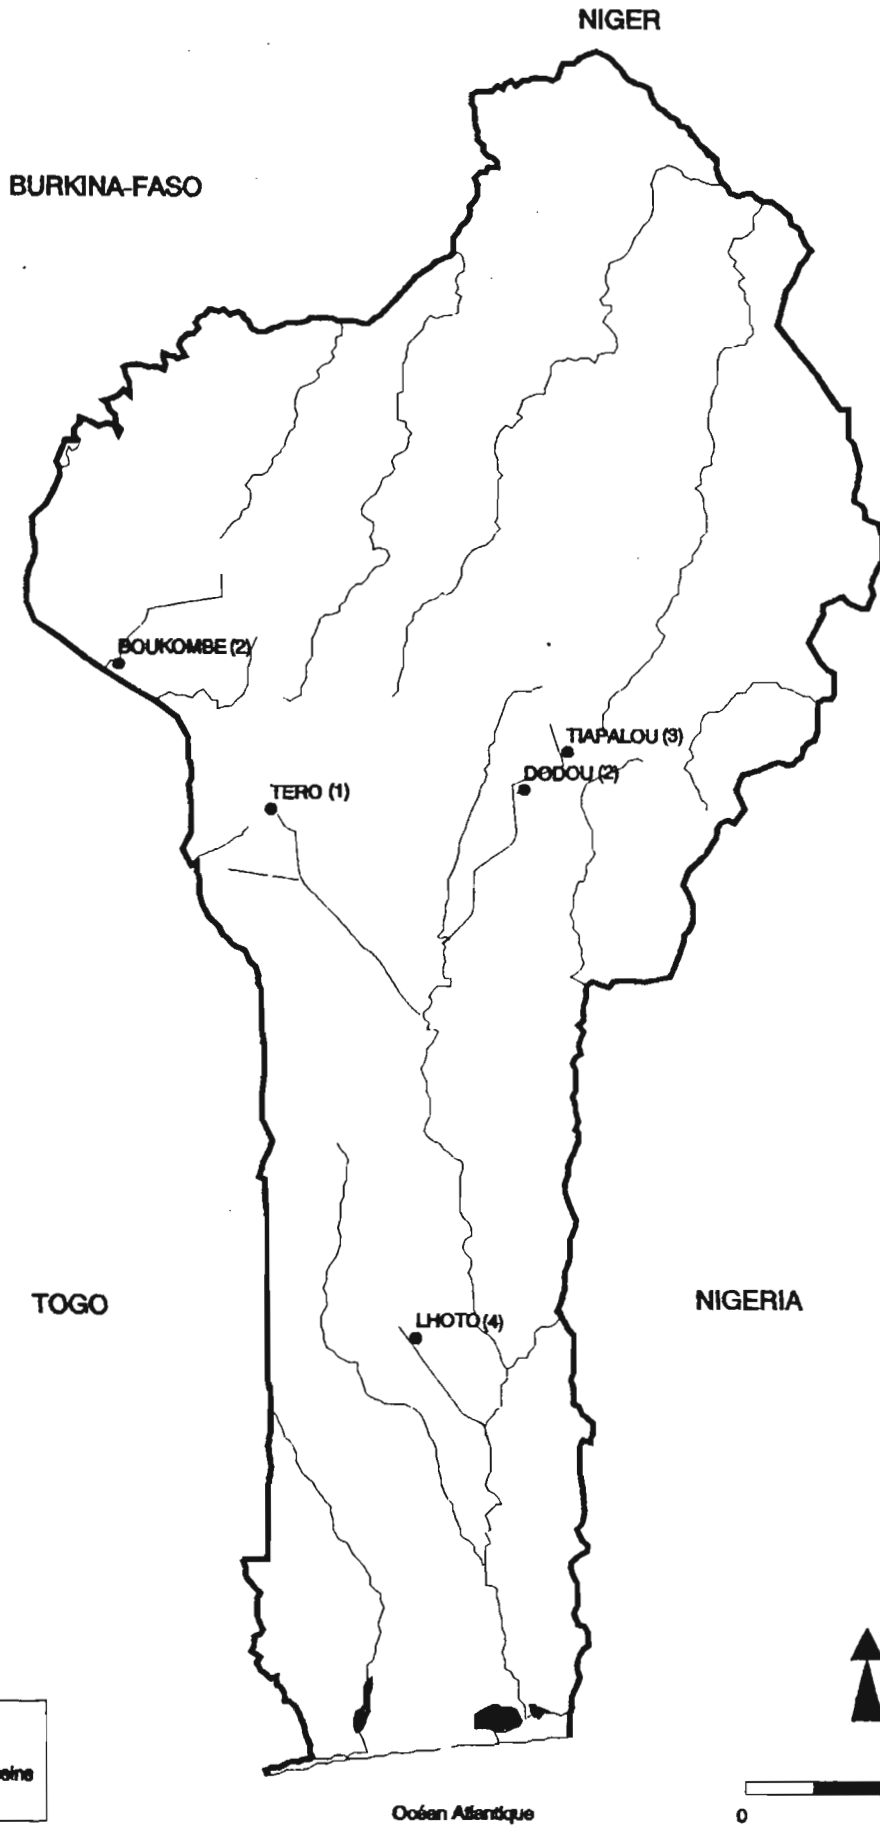 NIGER
BURKINA-FASO
BOUKOMBE (2)
TIAPALOU (3)
DODOU (2)
TERO (1)
TOGO
NIGERIA
LHOTO (4)
Océan Atlantique
0